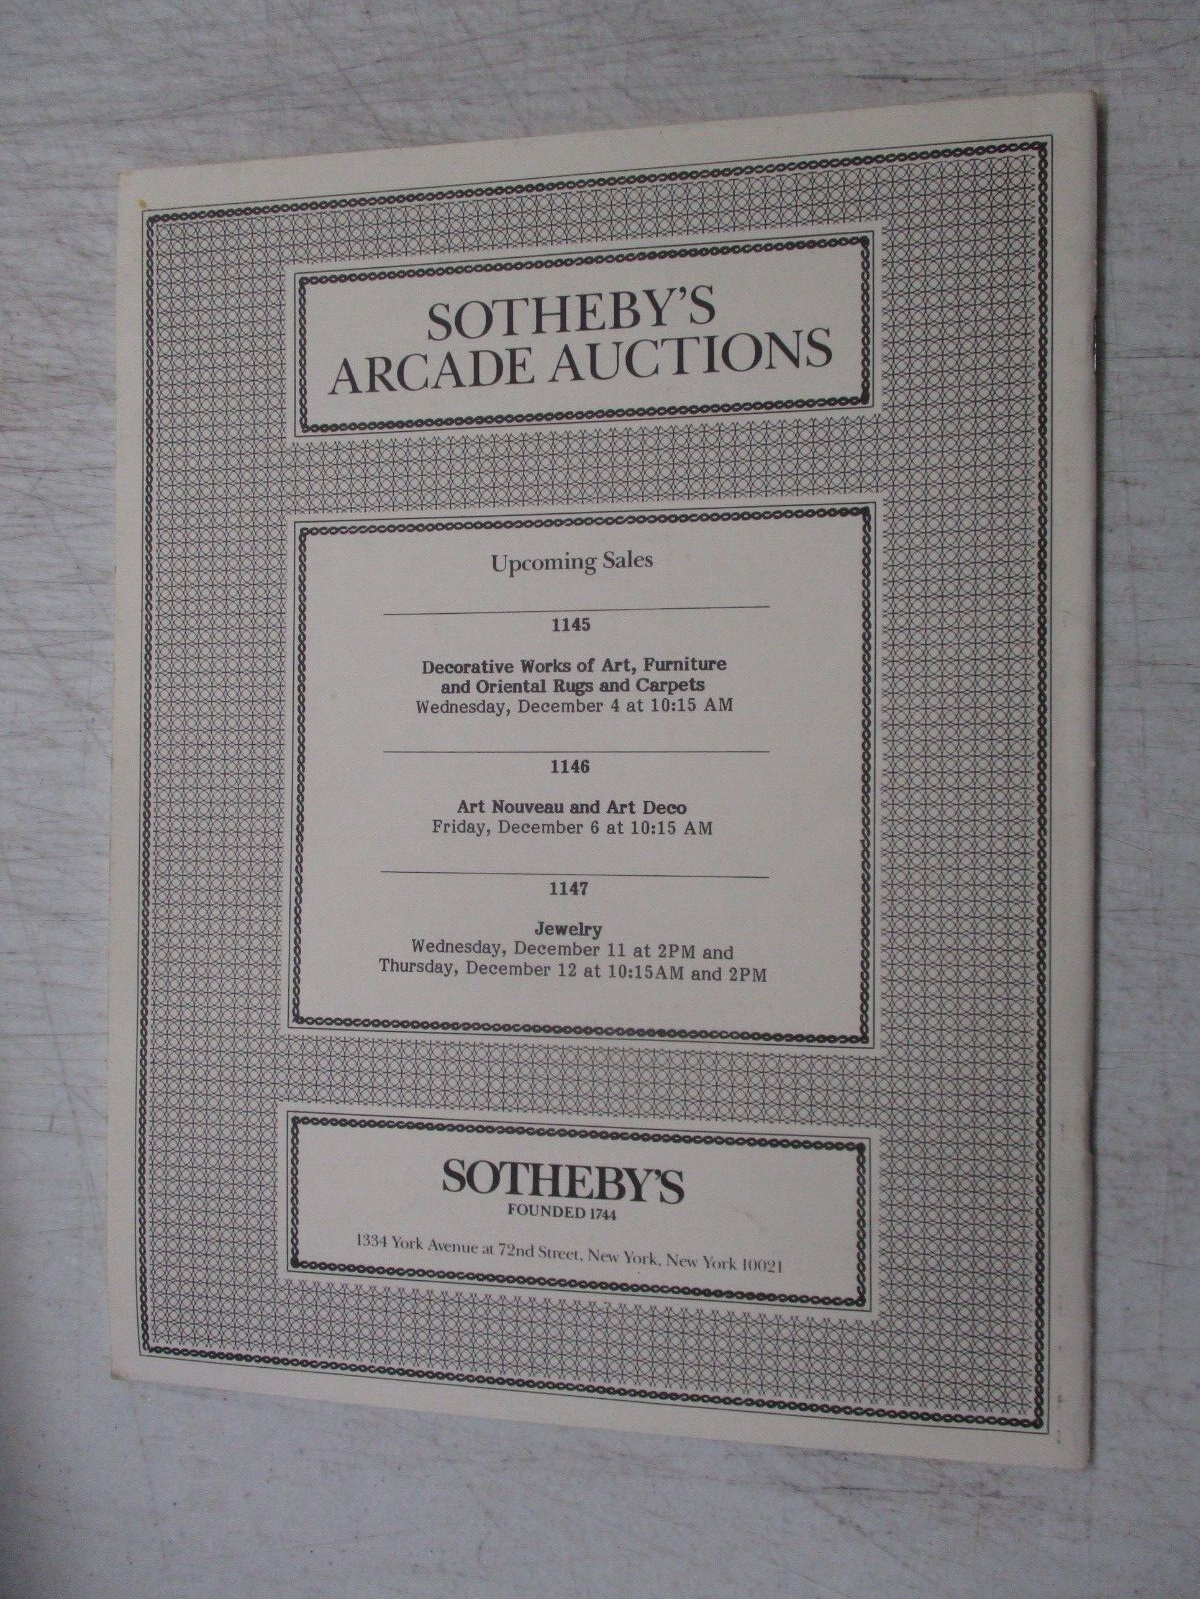 SOTHEBY'S
ARCADE AUCTIONS
Upcoming Sales
1145
Decorative Works of Art, Furniture
and Oriental Rugs and Carpets
Wednesday, December 4 at 10:15 AM
1146
Art Nouveau and Art Deco
Friday, December 6 at 10:15 AM
1147
Jewelry
Wednesday, December 11 at 2PM and
Thursday, December 12 at 10:15AM and 2PM
SOTHEBY'S
FOUNDED 1744
1334 York Avenue at 72nd Street, New York, New York 10021